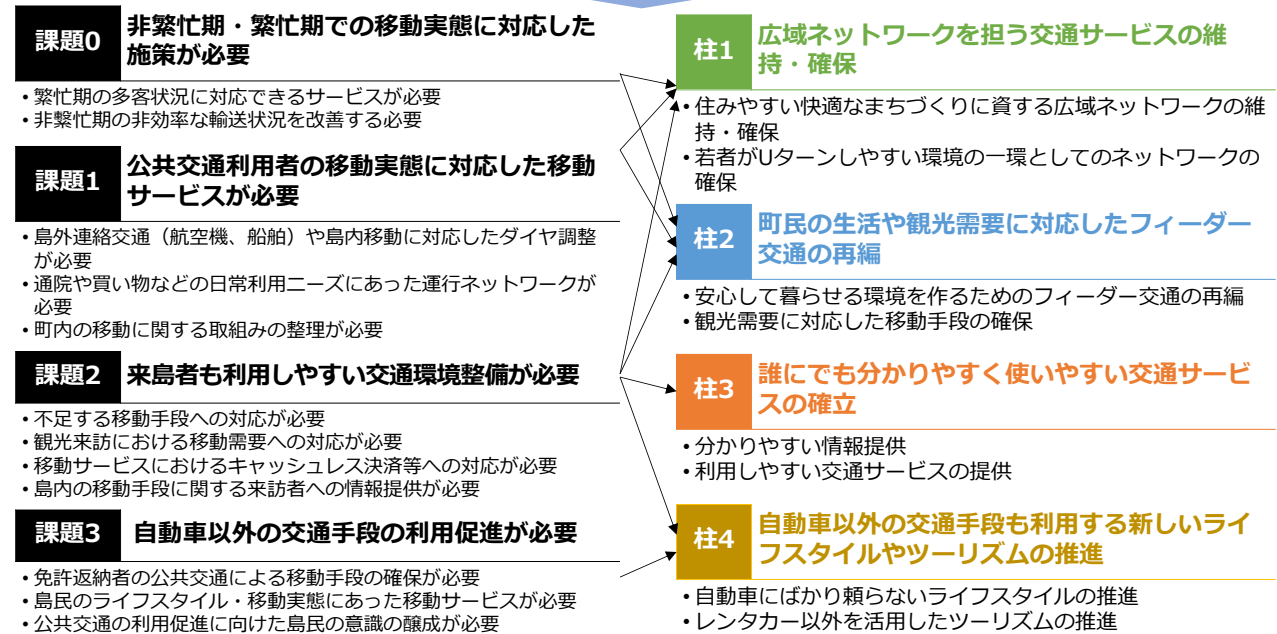 課題0
非繁忙期・繁忙期での移動実態に対応した
施策が必要
• 繁忙期の多客状況に対応できるサービスが必要
• 非繁忙期の非効率な輸送状況を改善する必要
課題1
公共交通利用者の移動実態に対応した移動
サービスが必要
• 島外連絡交通（航空機、船舶）や島内移動に対応したダイヤ調整
が必要
• 通院や買い物などの日常利用ニーズにあった運行ネットワークが
必要
• 町内の移動に関する取組みの整理が必要
課題2
来島者も利用しやすい交通環境整備が必要
• 不足する移動手段への対応が必要
• 観光来訪における移動需要への対応が必要
• 移動サービスにおけるキャッシュレス決済等への対応が必要
• 島内の移動手段に関する来訪者への情報提供が必要
課題3
自動車以外の交通手段の利用促進が必要
• 免許返納者の公共交通による移動手段の確保が必要
• 島民のライフスタイル・移動実態にあった移動サービスが必要
• 公共交通の利用促進に向けた島民の意識の醸成が必要
柱1
広域ネットワークを担う交通サービスの維
持・確保
• 住みやすい快適なまちづくりに資する広域ネットワークの維
持・確保
• 若者がUターンしやすい環境の一環としてのネットワークの
確保
柱2
町民の生活や観光需要に対応したフィーダー
交通の再編
• 安心して暮らせる環境を作るためのフィーダー交通の再編
• 観光需要に対応した移動手段の確保
柱3
誰にでも分かりやすく使いやすい交通サービ
スの確立
• 分かりやすい情報提供
• 利用しやすい交通サービスの提供
柱4
自動車以外の交通手段も利用する新しいライ
フスタイルやツーリズムの推進
• 自動車にばかり頼らないライフスタイルの推進
• レンタカー以外を活用したツーリズムの推進